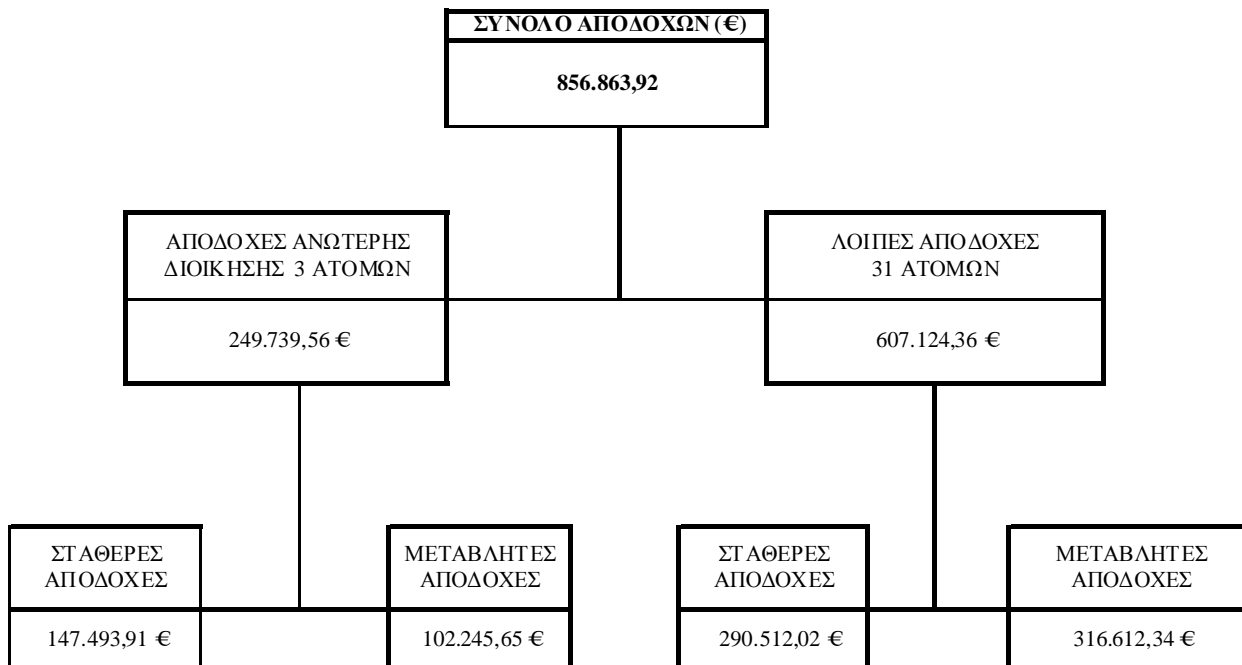 ΣΥΝΟΛΟ ΑΠΟΔΟΧΩΝ (€)
856.863,92
ΑΠΟΔΟΧΕΣ ΑΝΩΤΕΡΗΣ
ΔΙΟΙΚΗΣΗΣ 3 ΑΤΟΜΩΝ
249.739,56 €
ΛΟΙΠΕΣ ΑΠΟΔΟΧΕΣ
31 ΑΤΟΜΩΝ
607.124,36 €
ΣΤΑΘΕΡΕΣ
ΑΠΟΔΟΧΕΣ
147.493,91 €
ΜΕΤΑΒΛΗΤΕΣ
ΑΠΟΔΟΧΕΣ
102.245,65 €
ΣΤΑΘΕΡΕΣ
ΑΠΟΔΟΧΕΣ
290.512,02 €
ΜΕΤΑΒΛΗΤΕΣ
ΑΠΟΔΟΧΕΣ
316.612,34 €